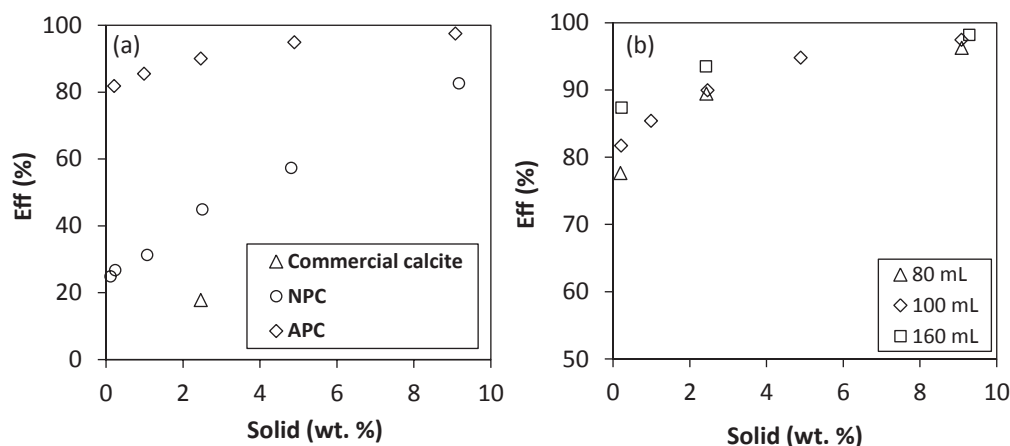 (a)
Eff (%)
100
80
60
40
20
0
Commercial calcite
NPC
APC
0 2 4 6 8 10
Solid (wt. %)
(b)
Eff (%)
100
90
80
70
60
50
80 mL
100 mL
160 mL
0 2 4 6 8 10
Solid (wt. %)